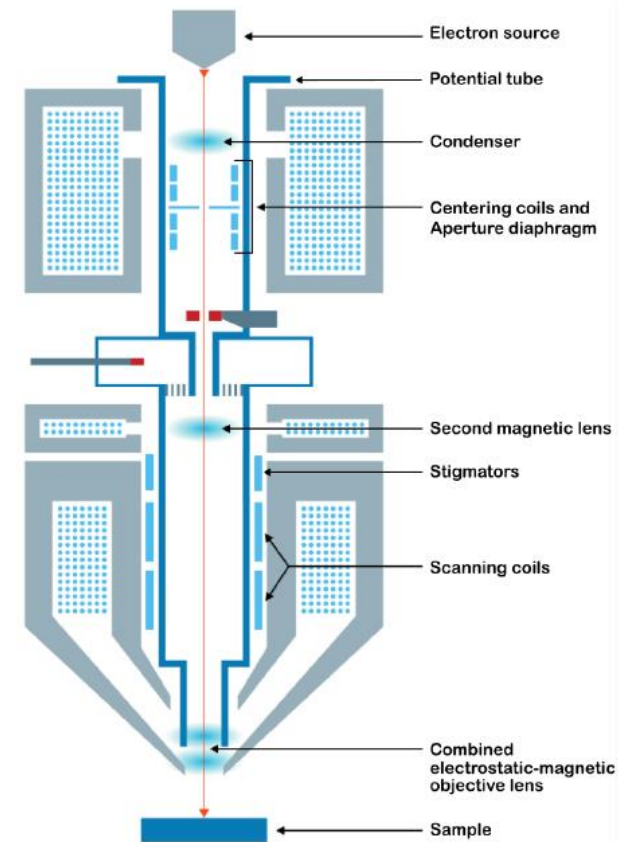 Electron source
Potential tube
Condenser
Centering coils and
Aperture diaphragm
Second magnetic lens
Stigmators
Scanning coils
Combined
electrostatic-magnetic
objective lens
Sample